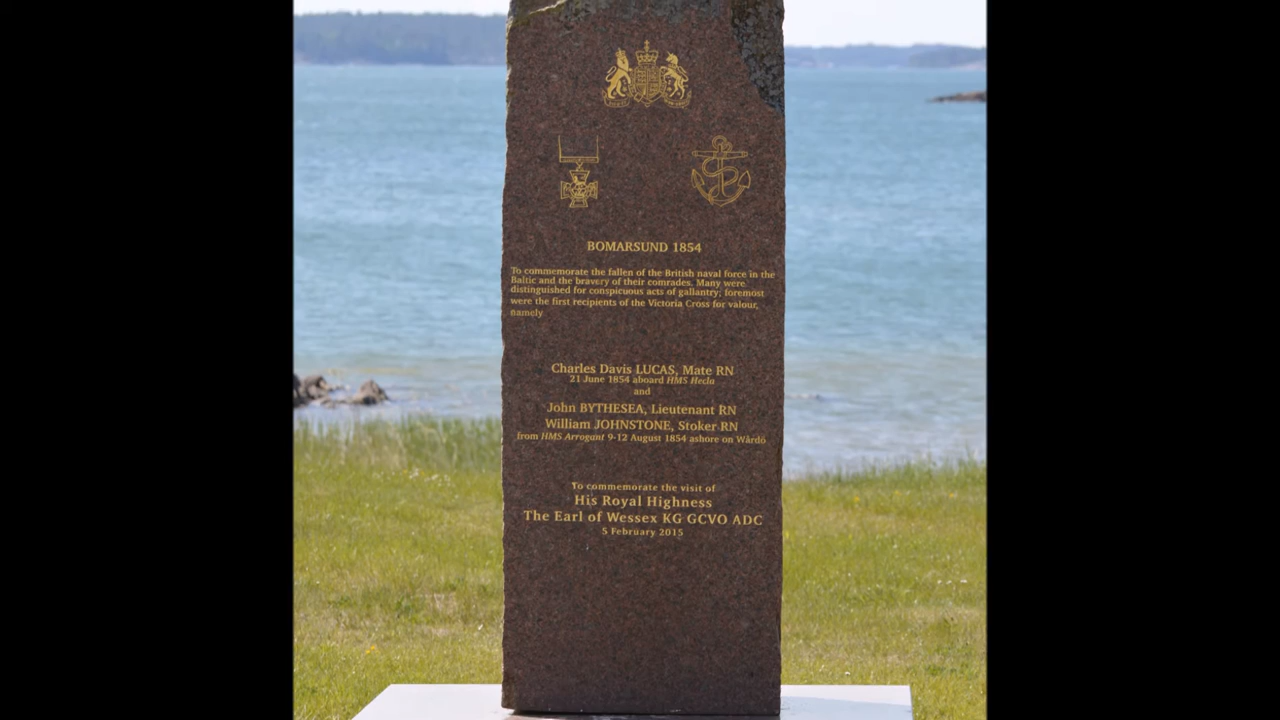 BOMARSUND 1854
To commemorate the fallen of the British naval force in the
Baltic and the bravery of their comrades. Many were
distinguished for conspicuous acts of gallantry; foremost
were the first recipients of the Victoria Cross for valour,
namely
Charles Davis LUCAS, Mate RN
21 June 1854 aboard HMS Hecla
and
John BYTHESEA, Lieutenant RN
William JOHNSTONE, Stoker RN
from HMS Arrogant 9-12 August 1854 ashore on Wårdö
To commemorate the visit of
His Royal Highness
The Earl of Wessex KG GCVO ADC
5 February 2015